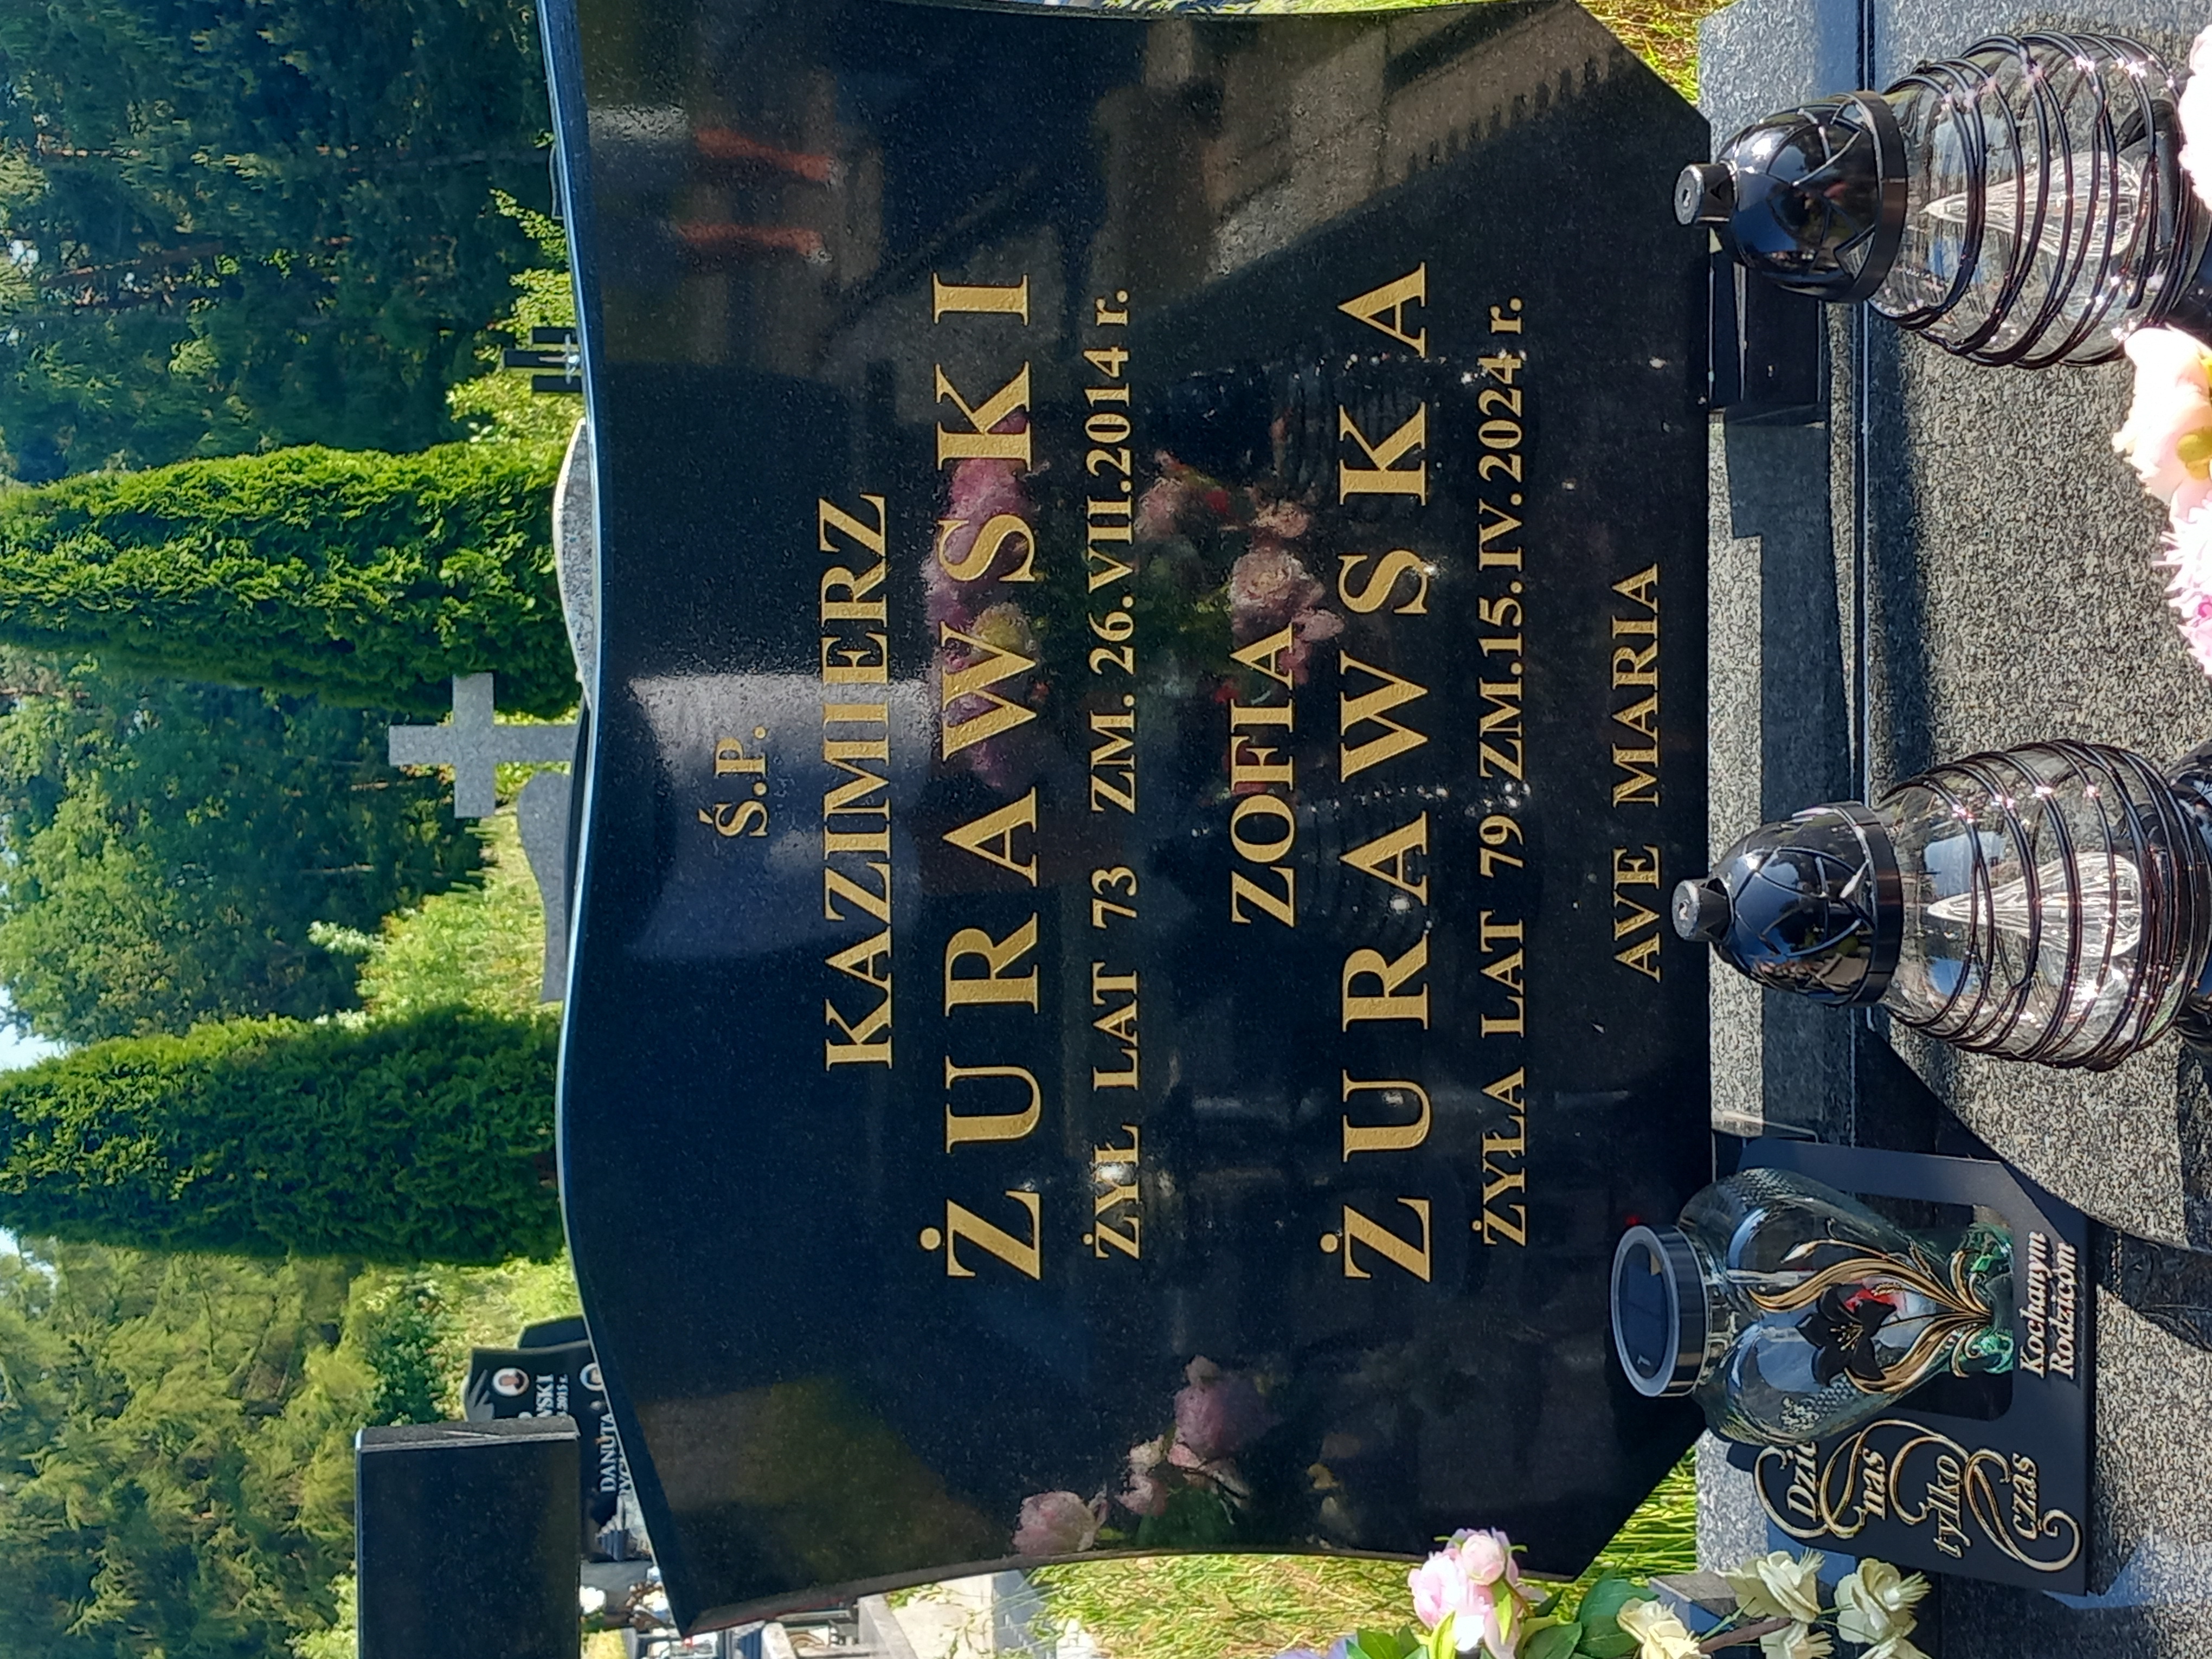 Ś.P.
KAZIMIERZ
ŻURAWSKI
ŻYŁ LAT 73 ZM. 26.VII.2014 r.
ZOFIA
ŻURAWSKA
ŻYŁA LAT 79 ZM.15.IV.2024 r.
AVE MARIA
nas
tylko
czas
Kochanym
Rodzicom
DANUTA